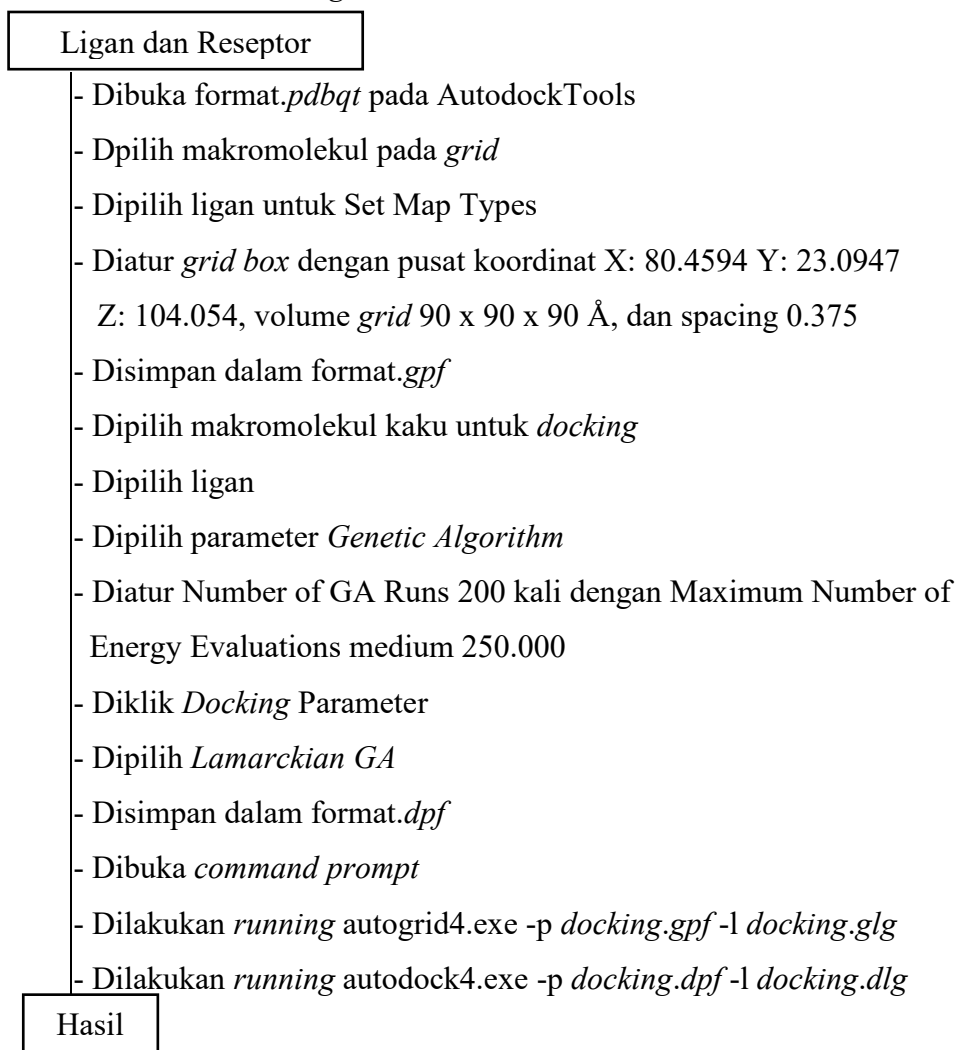 Ligan dan Reseptor
- Dibuka format.pdbqt pada AutodockTools
- Dpilih makromolekul pada grid
- Dipilih ligan untuk Set Map Types
- Diatur grid box dengan pusat koordinat X: 80.4594 Y: 23.0947
Z: 104.054, volume grid 90 x 90 x 90 Å, dan spacing 0.375
- Disimpan dalam format.gpf
- Dipilih makromolekul kaku untuk docking
- Dipilih ligan
- Dipilih parameter Genetic Algorithm
- Diatur Number of GA Runs 200 kali dengan Maximum Number of
Energy Evaluations medium 250.000
- Diklik Docking Parameter
- Dipilih Lamarckian GA
- Disimpan dalam format.dpf
- Dibuka command prompt
- Dilakukan running autogrid4.exe -p docking.gpf -l docking.glg
- Dilakukan running autodock4.exe -p docking.dpf -l docking.dlg
Hasil